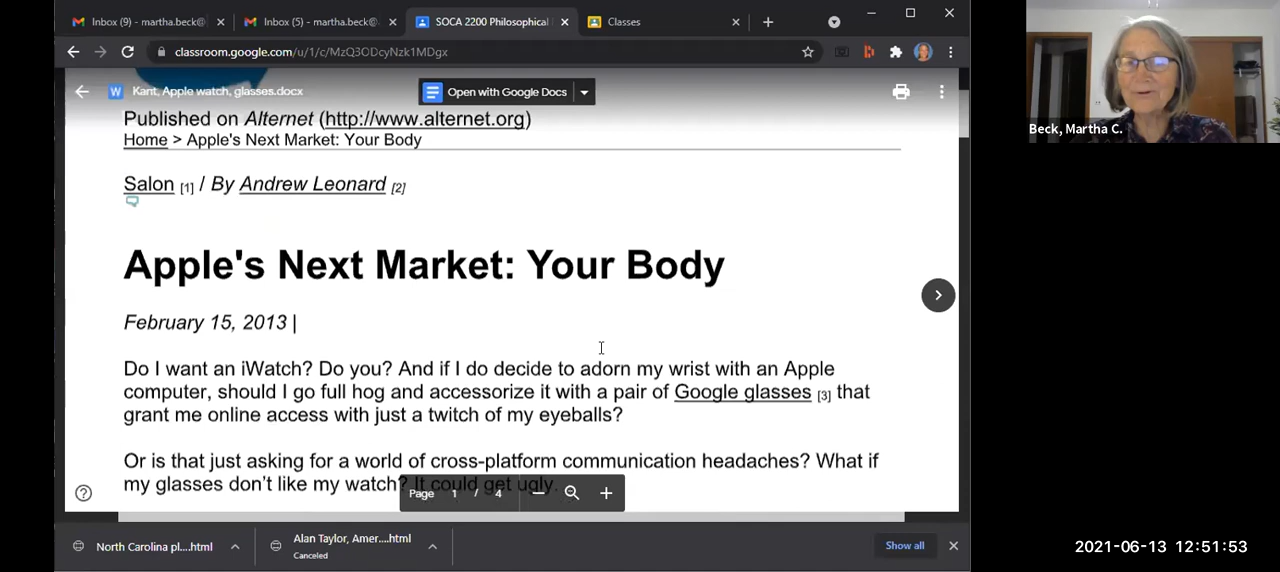 Inbox (9) - martha.beck@
Inbox (5) - martha.beck@
SOCA 2200 Philosophical
Classes
classroom.google.com/u/1/c/MzQ3ODcyNzk1MDgx
Kant, Apple watch, glasses.docx
Open with Google Docs
Published on Alternet (http://www.alternet.org)
Home > Apple's Next Market: Your Body
Salon [1] / By Andrew Leonard [2]
Apple's Next Market: Your Body
February 15, 2013 |
Do I want an iWatch? Do you? And if I do decide to adorn my wrist with an Apple
computer, should I go full hog and accessorize it with a pair of Google glasses [3] that
grant me online access with just a twitch of my eyeballs?
Or is that just asking for a world of cross-platform communication headaches? What if
my glasses don't like my watch? It could get ugly.
Page 1 / 4
North Carolina pl....html
Alan Taylor, Amer....html
Canceled
Show all
Beck, Martha C.
2021-06-13 12:51:53